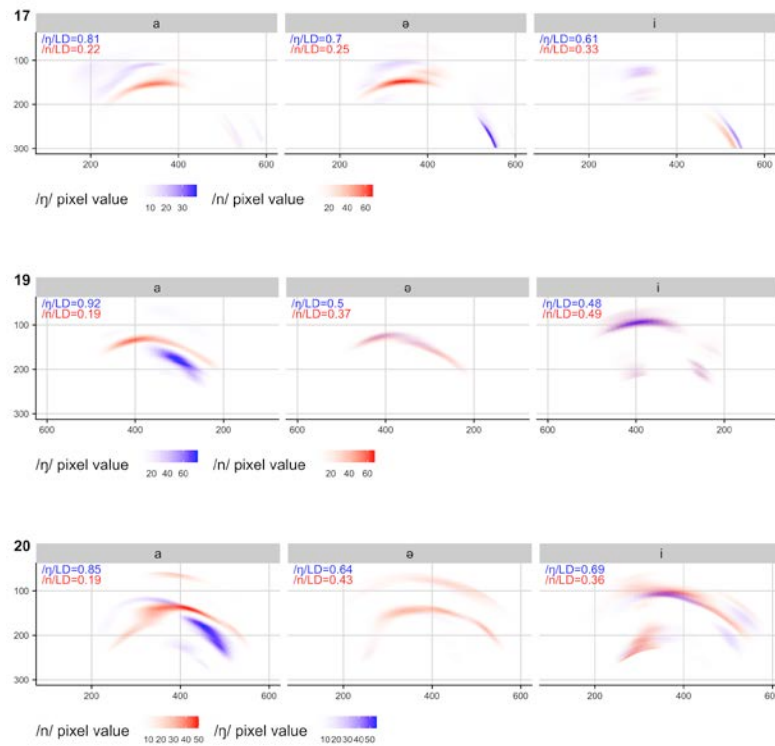 17
a ə i
/ŋ/LD=0.81 /ŋ/LD=0.7 /ŋ/LD=0.61
/n/LD=0.22 /n/LD=0.25 /n/LD=0.33
100
200
300
200 400 600 200 400 600 200 400 600
/ŋ/ pixel value 10 20 30 /n/ pixel value 20 40 60
19
a ə i
/ŋ/LD=0.92 /ŋ/LD=0.5 /ŋ/LD=0.48
/n/LD=0.19 /n/LD=0.37 /n/LD=0.49
100
200
300
600 400 200 600 400 200 600 400 200
/ŋ/ pixel value 20 40 60 /n/ pixel value 20 40 60
20
a ə i
/ŋ/LD=0.85 /ŋ/LD=0.64 /ŋ/LD=0.69
/n/LD=0.19 /n/LD=0.43 /n/LD=0.36
100
200
300
200 400 600 200 400 600 200 400 600
/n/ pixel value 10 20 30 40 50 /ŋ/ pixel value 10 20 30 40 50